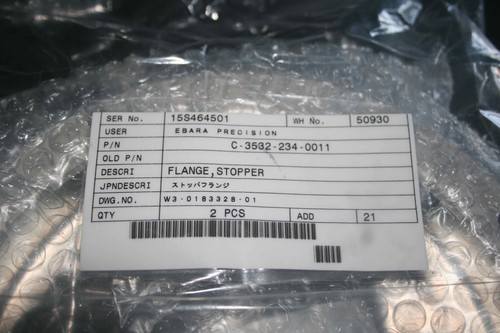 SER No. 15S464501 WH No. 50930
USER EBARA PRECISION
P/N C-3532-234-0011
OLD P/N
DESCRI FLANGE,STOPPER
JPNDESCRI ストッパフランジ
DWG.NO. W3-0183328-01
QTY 2 PCS ADD 21